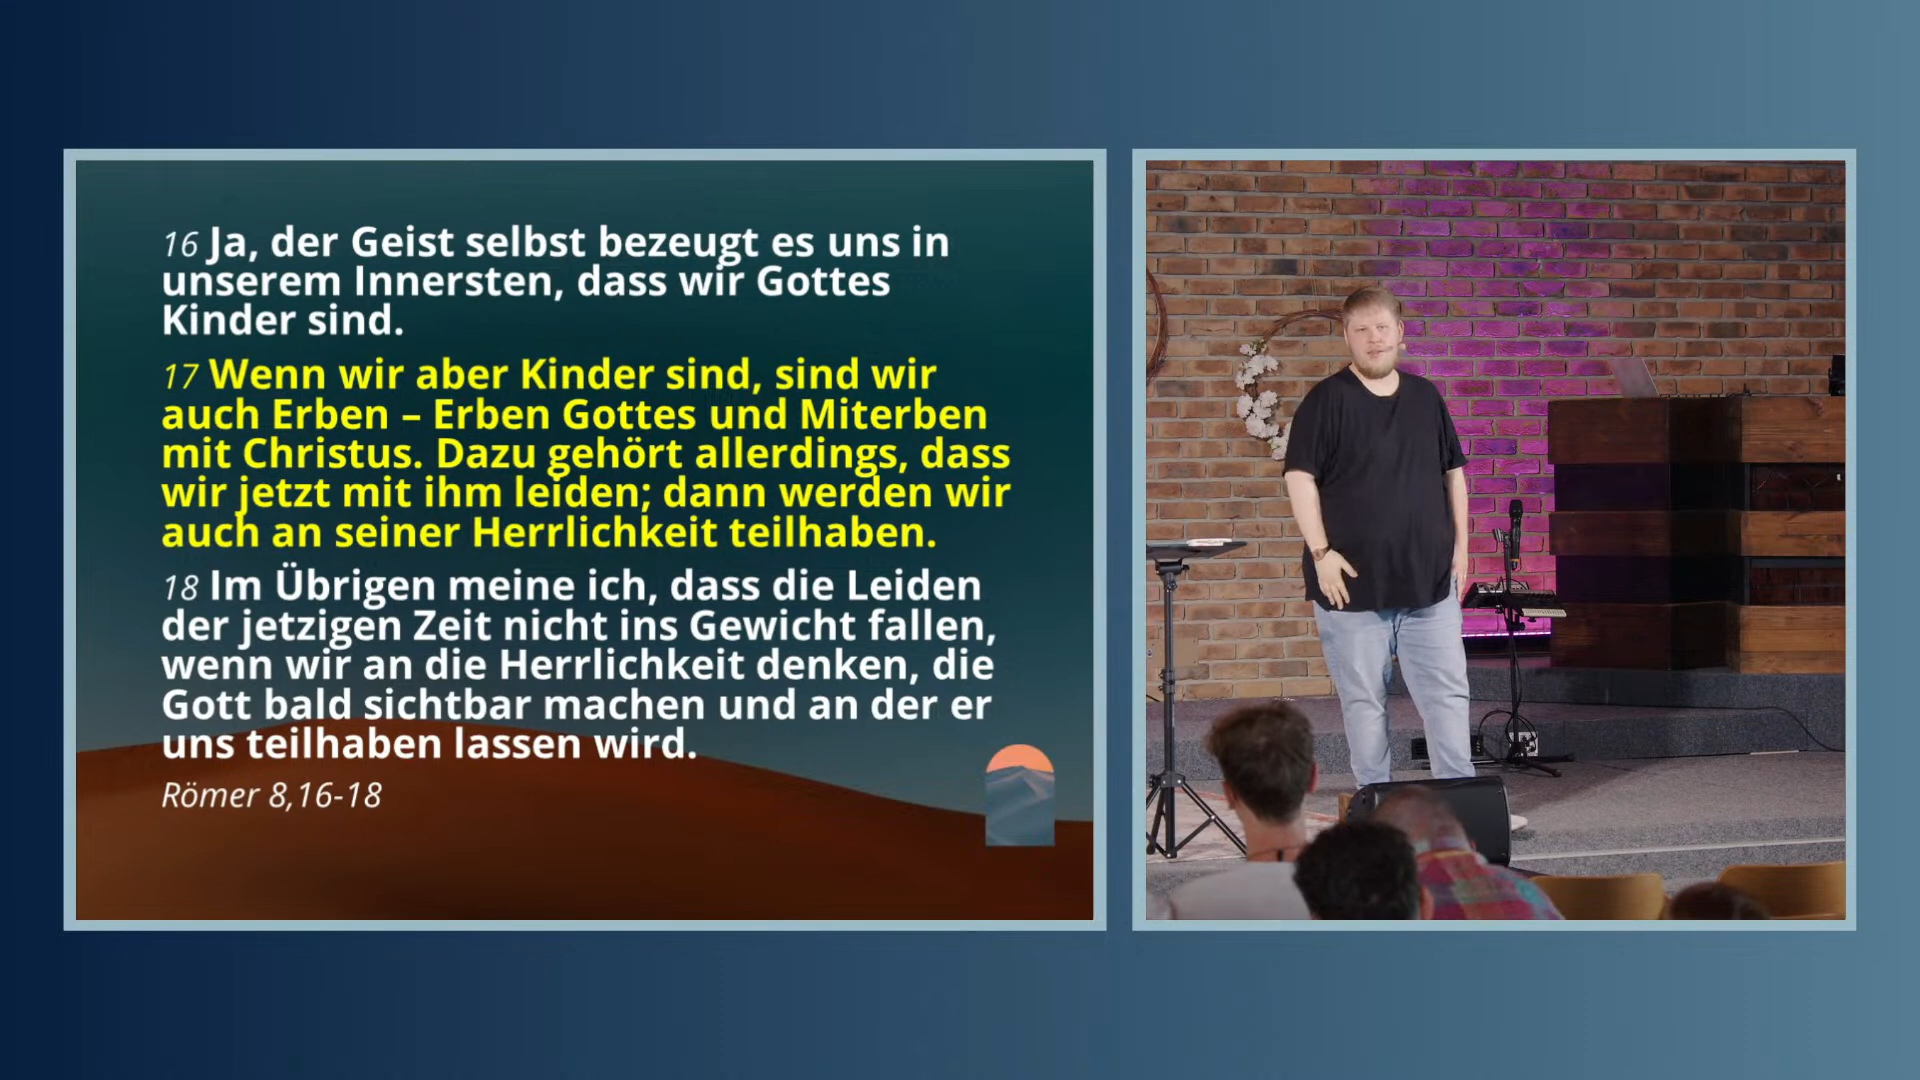 16 Ja, der Geist selbst bezeugt es uns in
unserem Innersten, dass wir Gottes
Kinder sind.
17 Wenn wir aber Kinder sind, sind wir
auch Erben – Erben Gottes und Miterben
mit Christus. Dazu gehört allerdings, dass
wir jetzt mit ihm leiden; dann werden wir
auch an seiner Herrlichkeit teilhaben.
18 Im Übrigen meine ich, dass die Leiden
der jetzigen Zeit nicht ins Gewicht fallen,
wenn wir an die Herrlichkeit denken, die
Gott bald sichtbar machen und an der er
uns teilhaben lassen wird.
Römer 8,16-18